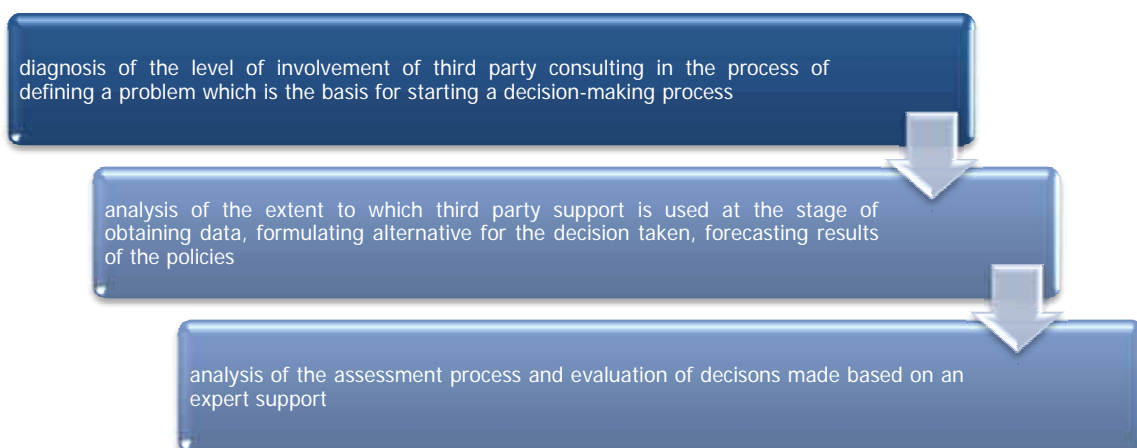 diagnosis of the level of involvement of third party consulting in the process of
defining a problem which is the basis for starting a decision-making process
analysis of the extent to which third party support is used at the stage of
obtaining data, formulating alternative for the decision taken, forecasting results
of the policies
analysis of the assessment process and evaluation of decisons made based on an
expert support